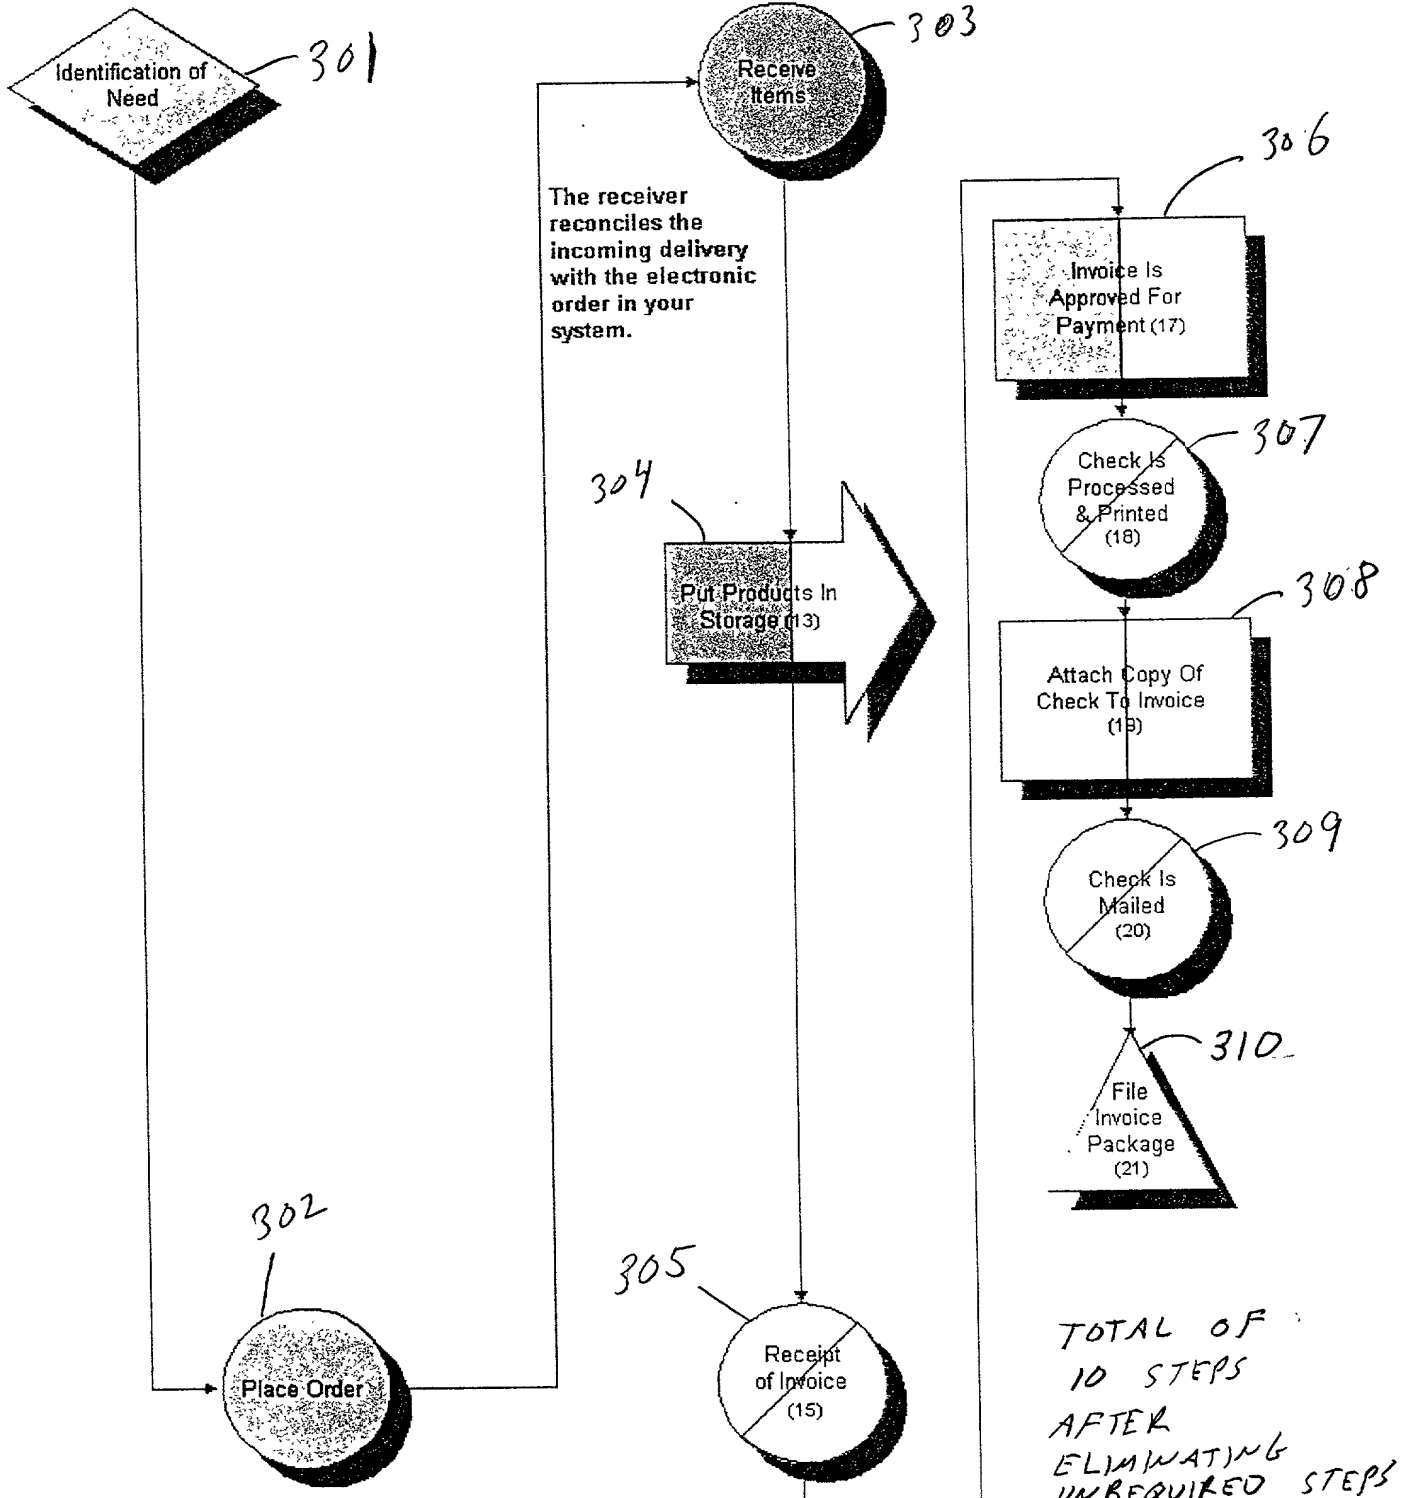 301
Identification of
Need
302
Place Order
303
Receive
Items
The receiver
reconciles the
incoming delivery
with the electronic
order in your
system.
304
Put Products In
Storage (13)
305
Receipt
of Invoice
(15)
306
Invoice Is
Approved For
Payment (17)
307
Check Is
Processed
& Printed
(18)
308
Attach Copy Of
Check To Invoice
(19)
309
Check Is
Mailed
(20)
310
File
Invoice
Package
(21)
TOTAL OF
10 STEPS
AFTER
ELIMINATING
UNREQUIRED STEPS